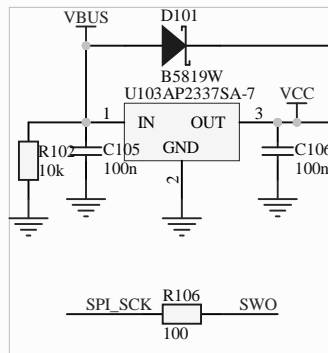 D101
VBUS
B5819W
U103AP2337SA-7
VCC
1
IN
OUT
3
GND
R102
10k
C105
100n
2
C106
100n
SPI_SCK
R106
SWO
100